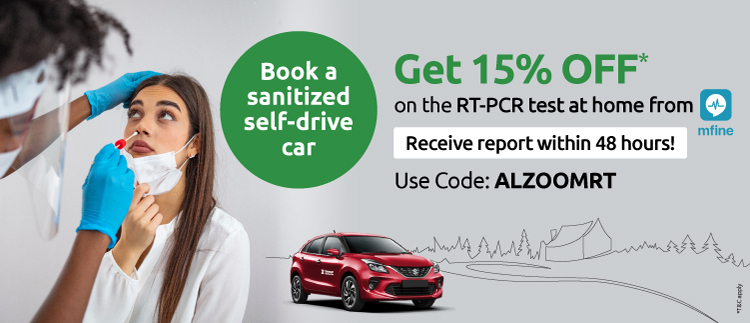 Book a
sanitized
self-drive
car
Get 15% OFF*
on the RT-PCR test at home from
mfine
Receive report within 48 hours!
Use Code: ALZOOMRT
*T&C apply